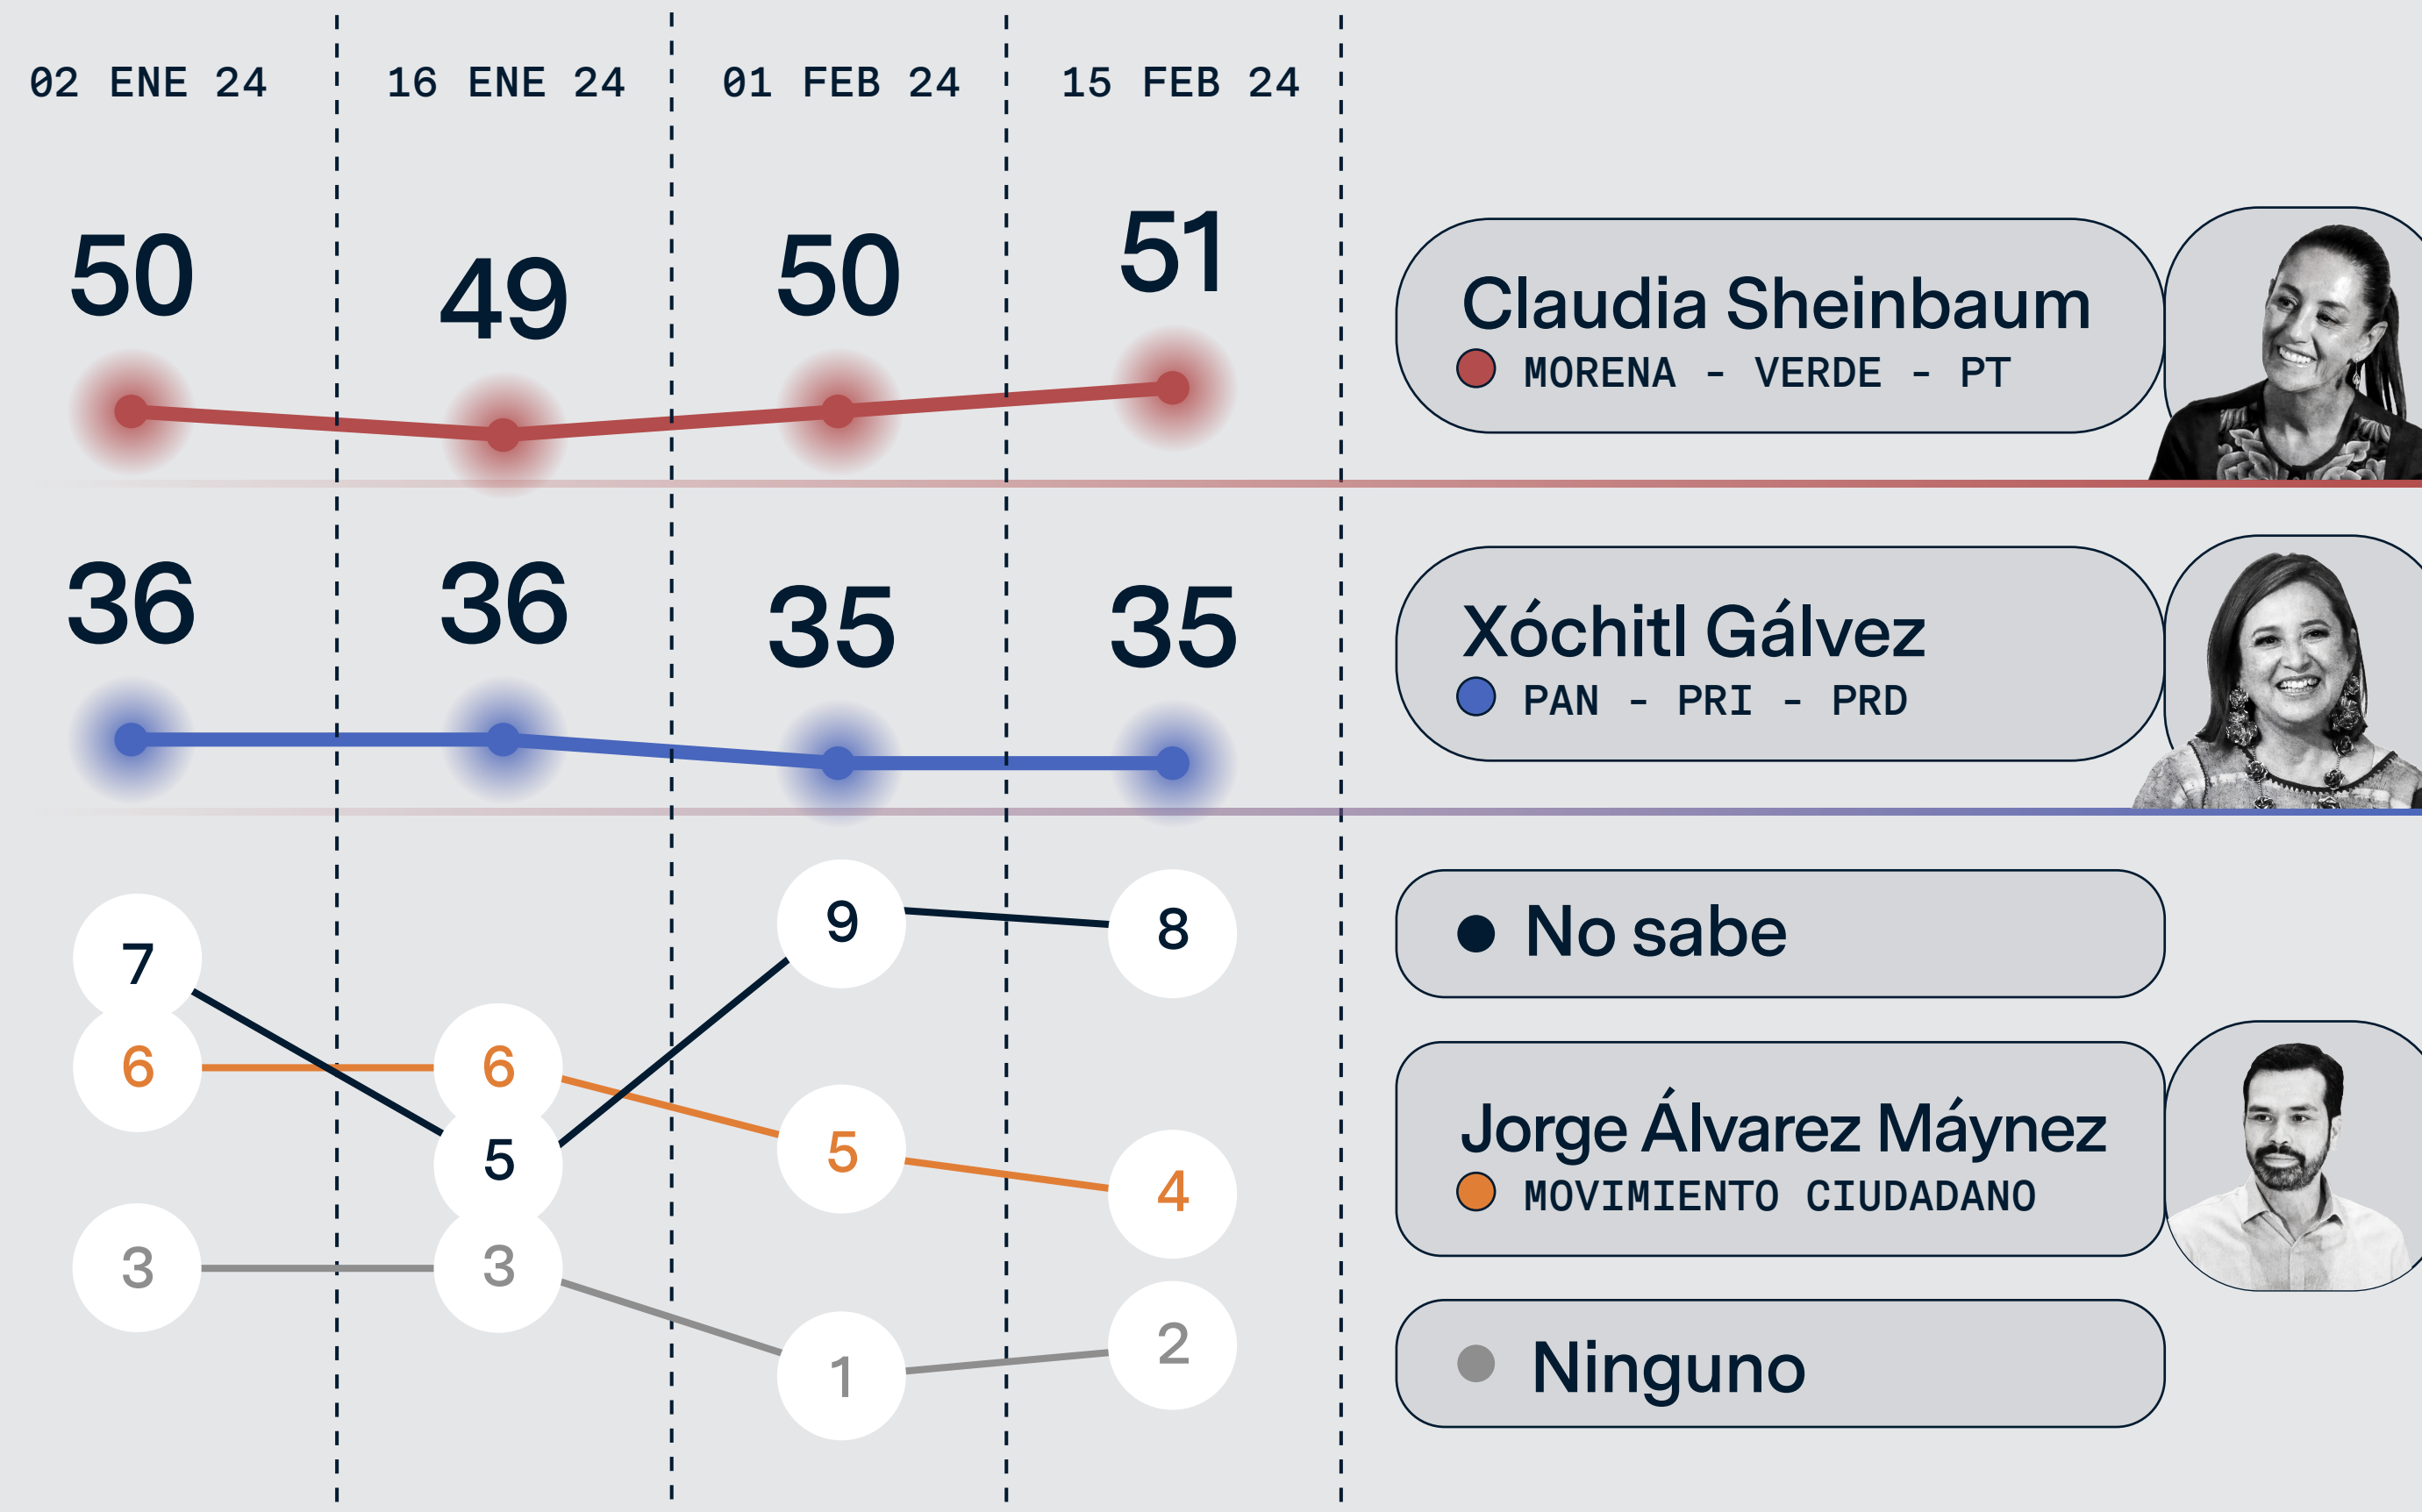 02 ENE 24
16 ENE 24
01 FEB 24
15 FEB 24
50
49
50
51
Claudia Sheinbaum
MORENA - VERDE - PT
36
36
35
35
Xóchitl Gálvez
PAN - PRI - PRD
7
5
9
8
No sabe
6
6
5
4
Jorge Álvarez Máynez
MOVIMIENTO CIUDADANO
3
3
1
2
Ninguno